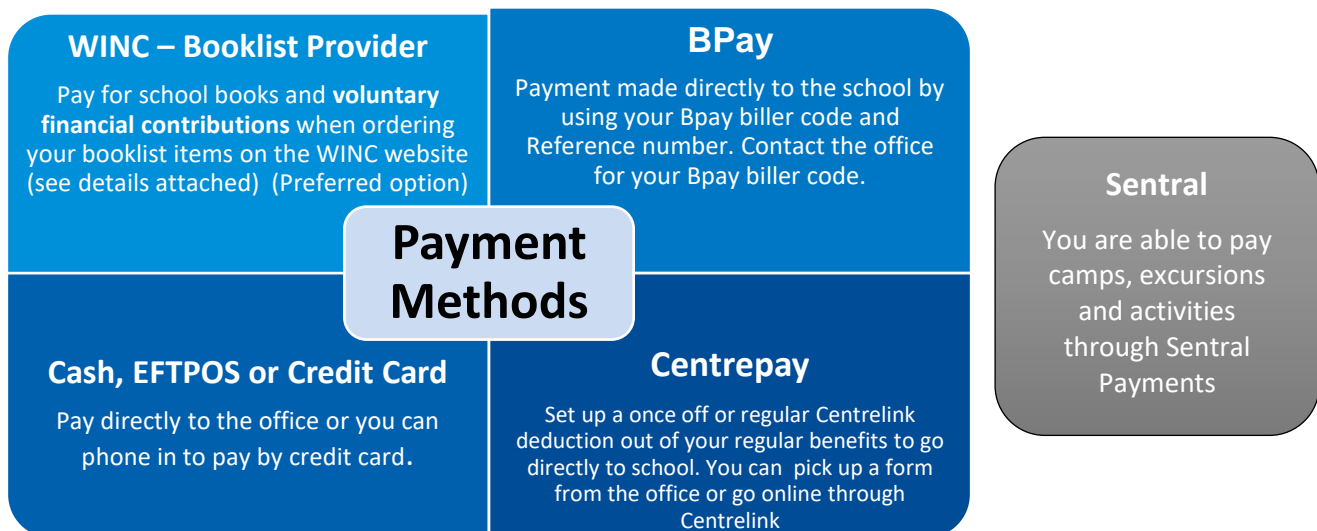 WINC – Booklist Provider
Pay for school books and voluntary
financial contributions when ordering
your booklist items on the WINC website
(see details attached)  (Preferred option)
BPay
Payment made directly to the school by
using your Bpay biller code and
Reference number. Contact the office
for your Bpay biller code.
Payment
Methods
Cash, EFTPOS or Credit Card
Pay directly to the office or you can
phone in to pay by credit card.
Centrepay
Set up a once off or regular Centrelink
deduction out of your regular benefits to go
directly to school. You can  pick up a form
from the office or go online through
Centrelink
Sentral
You are able to pay
camps, excursions
and activities
through Sentral
Payments